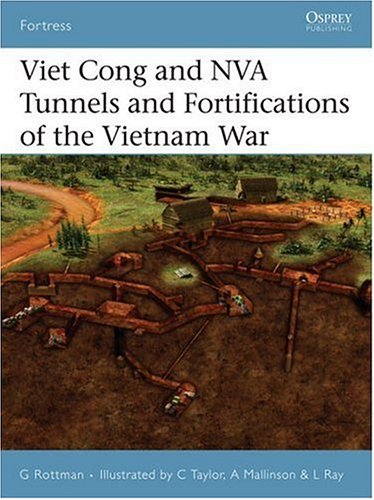 Fortress
OSPREY
PUBLISHING
Viet Cong and NVA
Tunnels and Fortifications
of the Vietnam War
G Rottman • Illustrated by C Taylor, A Mallinson & L Ray